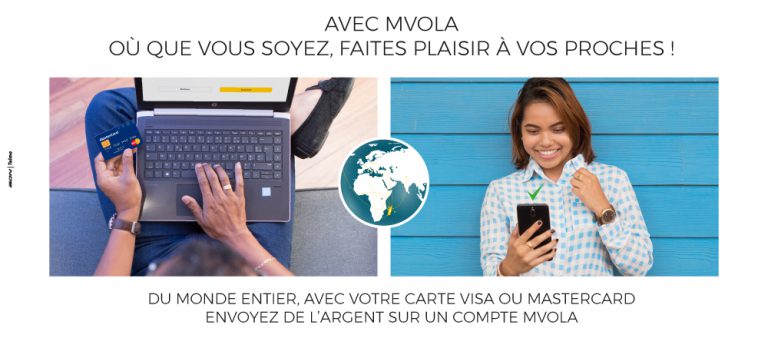 AVEC MVOLA
OÙ QUE VOUS SOYEZ, FAITES PLAISIR À VOS PROCHES !
DU MONDE ENTIER, AVEC VOTRE CARTE VISA OU MASTERCARD
ENVOYEZ DE L'ARGENT SUR UN COMPTE MVOLA